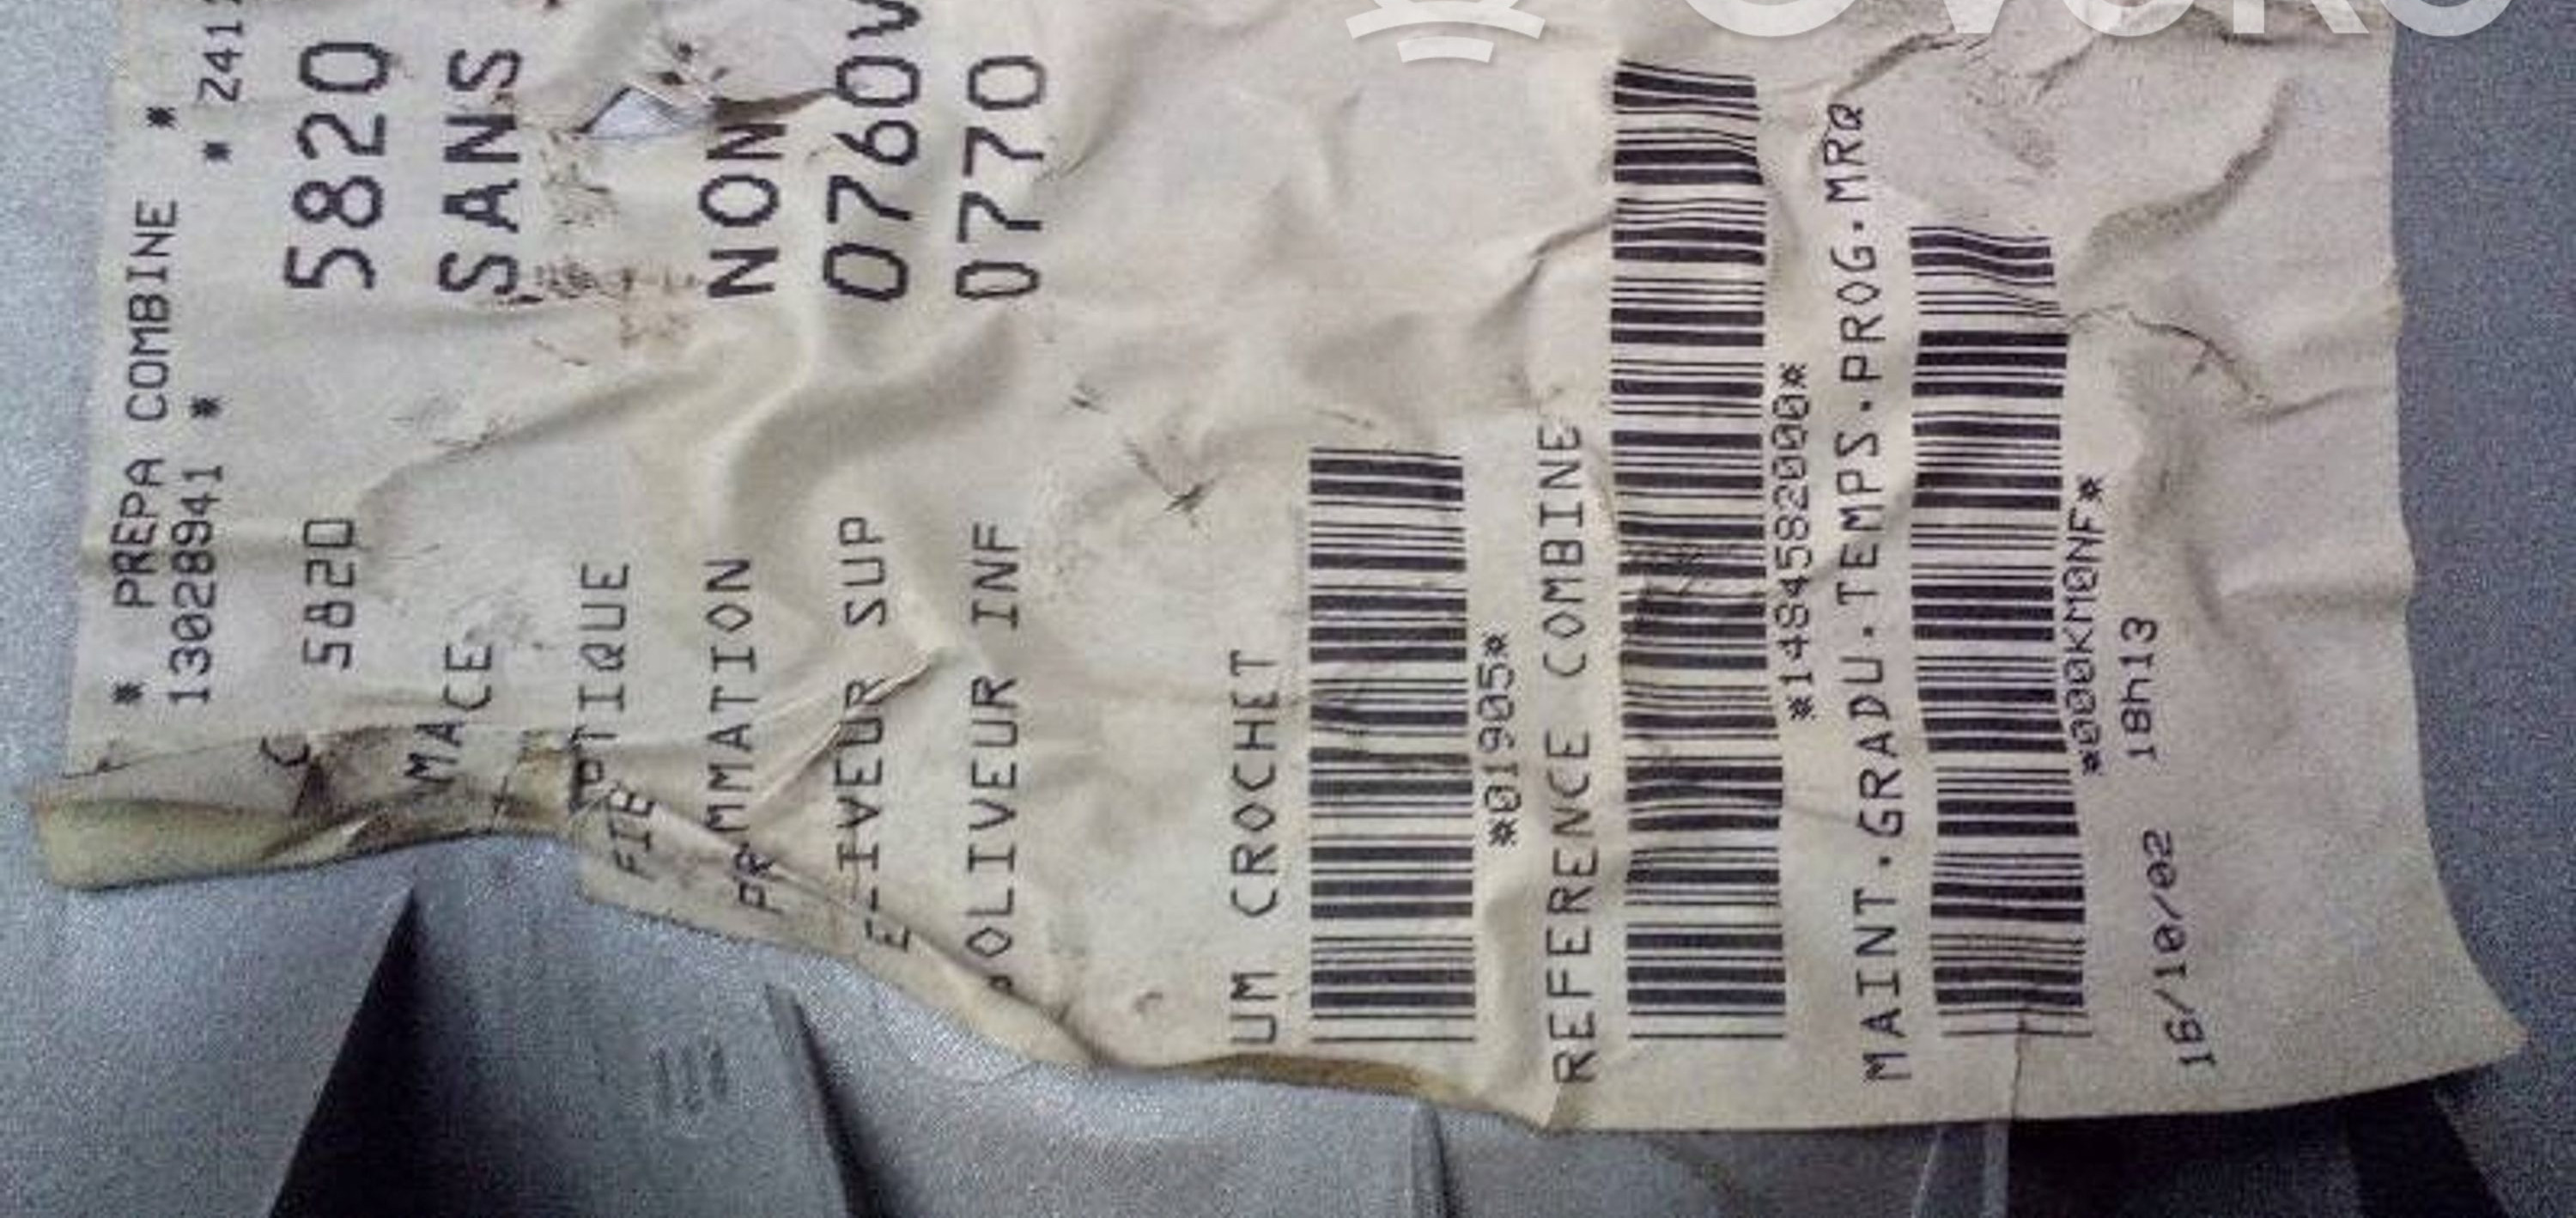 * PREPA COMBINE *
13028941 * * 241
5820 5820
MACE SANS
TIQUE
MMATION NON
IVEUR SUP 0760V
OLIVEUR INF 0770
UM CROCHET
*01905*
REFERENCE COMBINE
*1484582000*
MAINT.GRADU.TEMPS.PROG.MRQ
*000KM0NF*
16/10/02 18h13